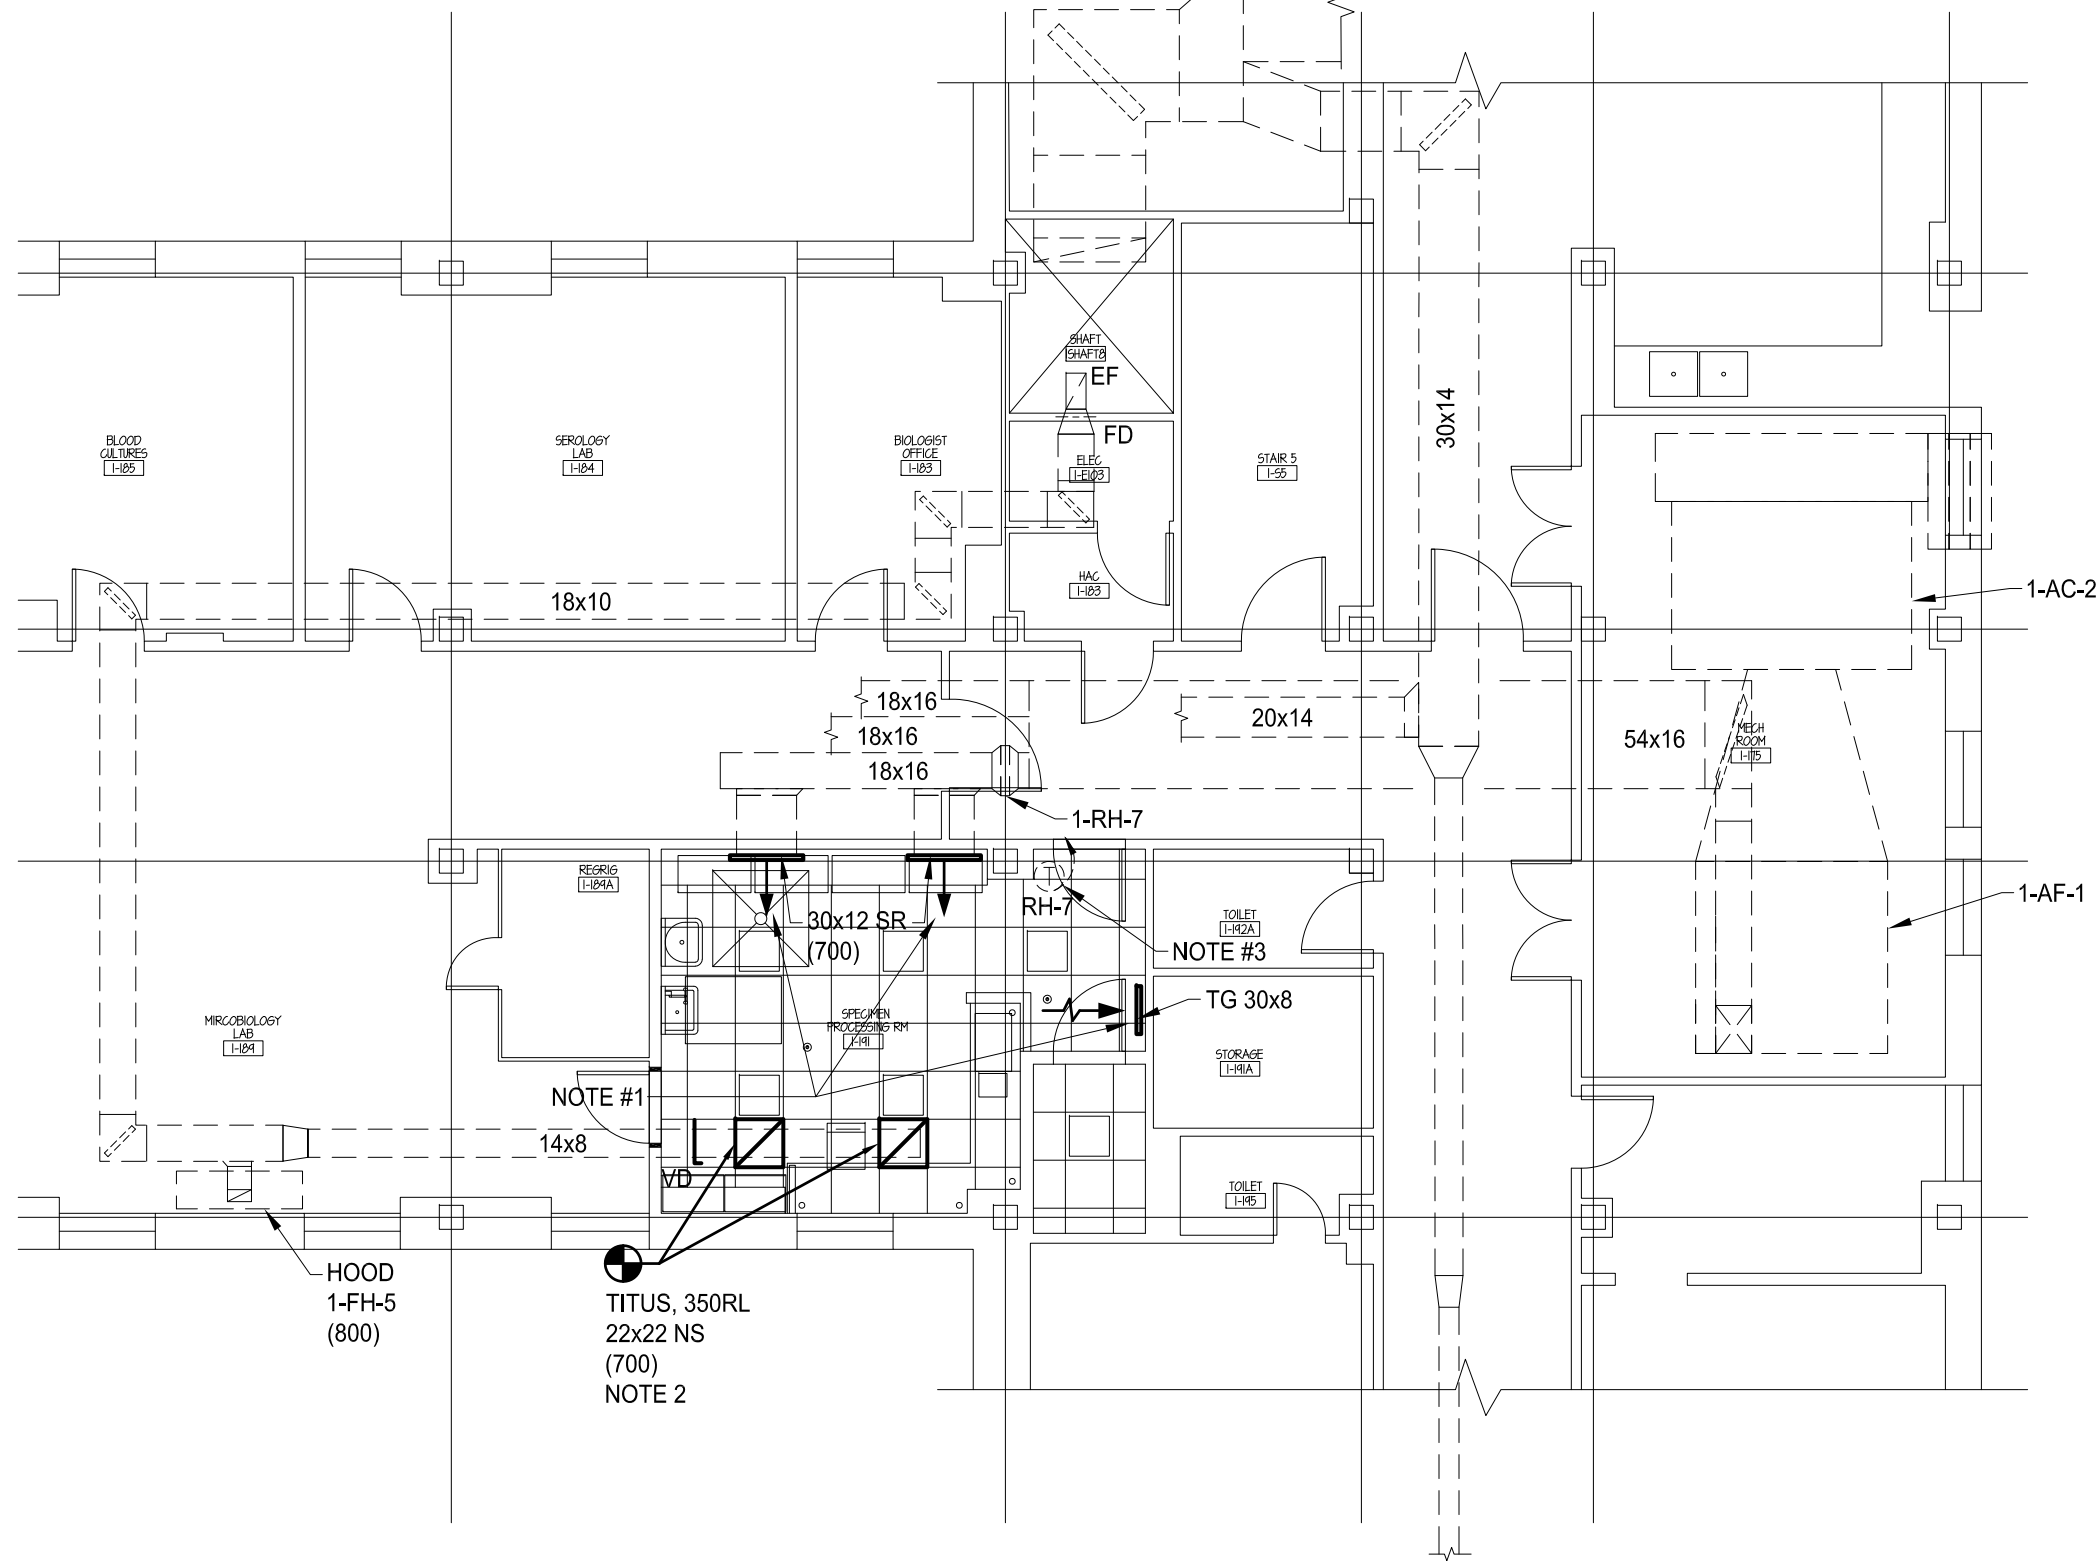 SHAFT
SHAFT8
EF
FD
30x14
BLOOD
CULTURES
1-185
SEROLOGY
LAB
1-184
BIOLOGIST
OFFICE
1-183
ELEC
1-E103
STAIR 5
1-S5
HAC
1-183
18x10
1-AC-2
18x16
18x16
18x16
20x14
54x16
MECH
ROOM
1-175
1-RH-7
REGRIG
1-189A
RH-7
30x12 SR
(700)
TOILET
1-192A
NOTE #3
1-AF-1
TG 30x8
MIRCOBIOLOGY
LAB
1-189
SPECIMEN
PROCESSING RM
1-191
STORAGE
1-191A
NOTE #1
14x8
VD
TOILET
1-195
HOOD
1-FH-5
(800)
TITUS, 350RL
22x22 NS
(700)
NOTE 2
T